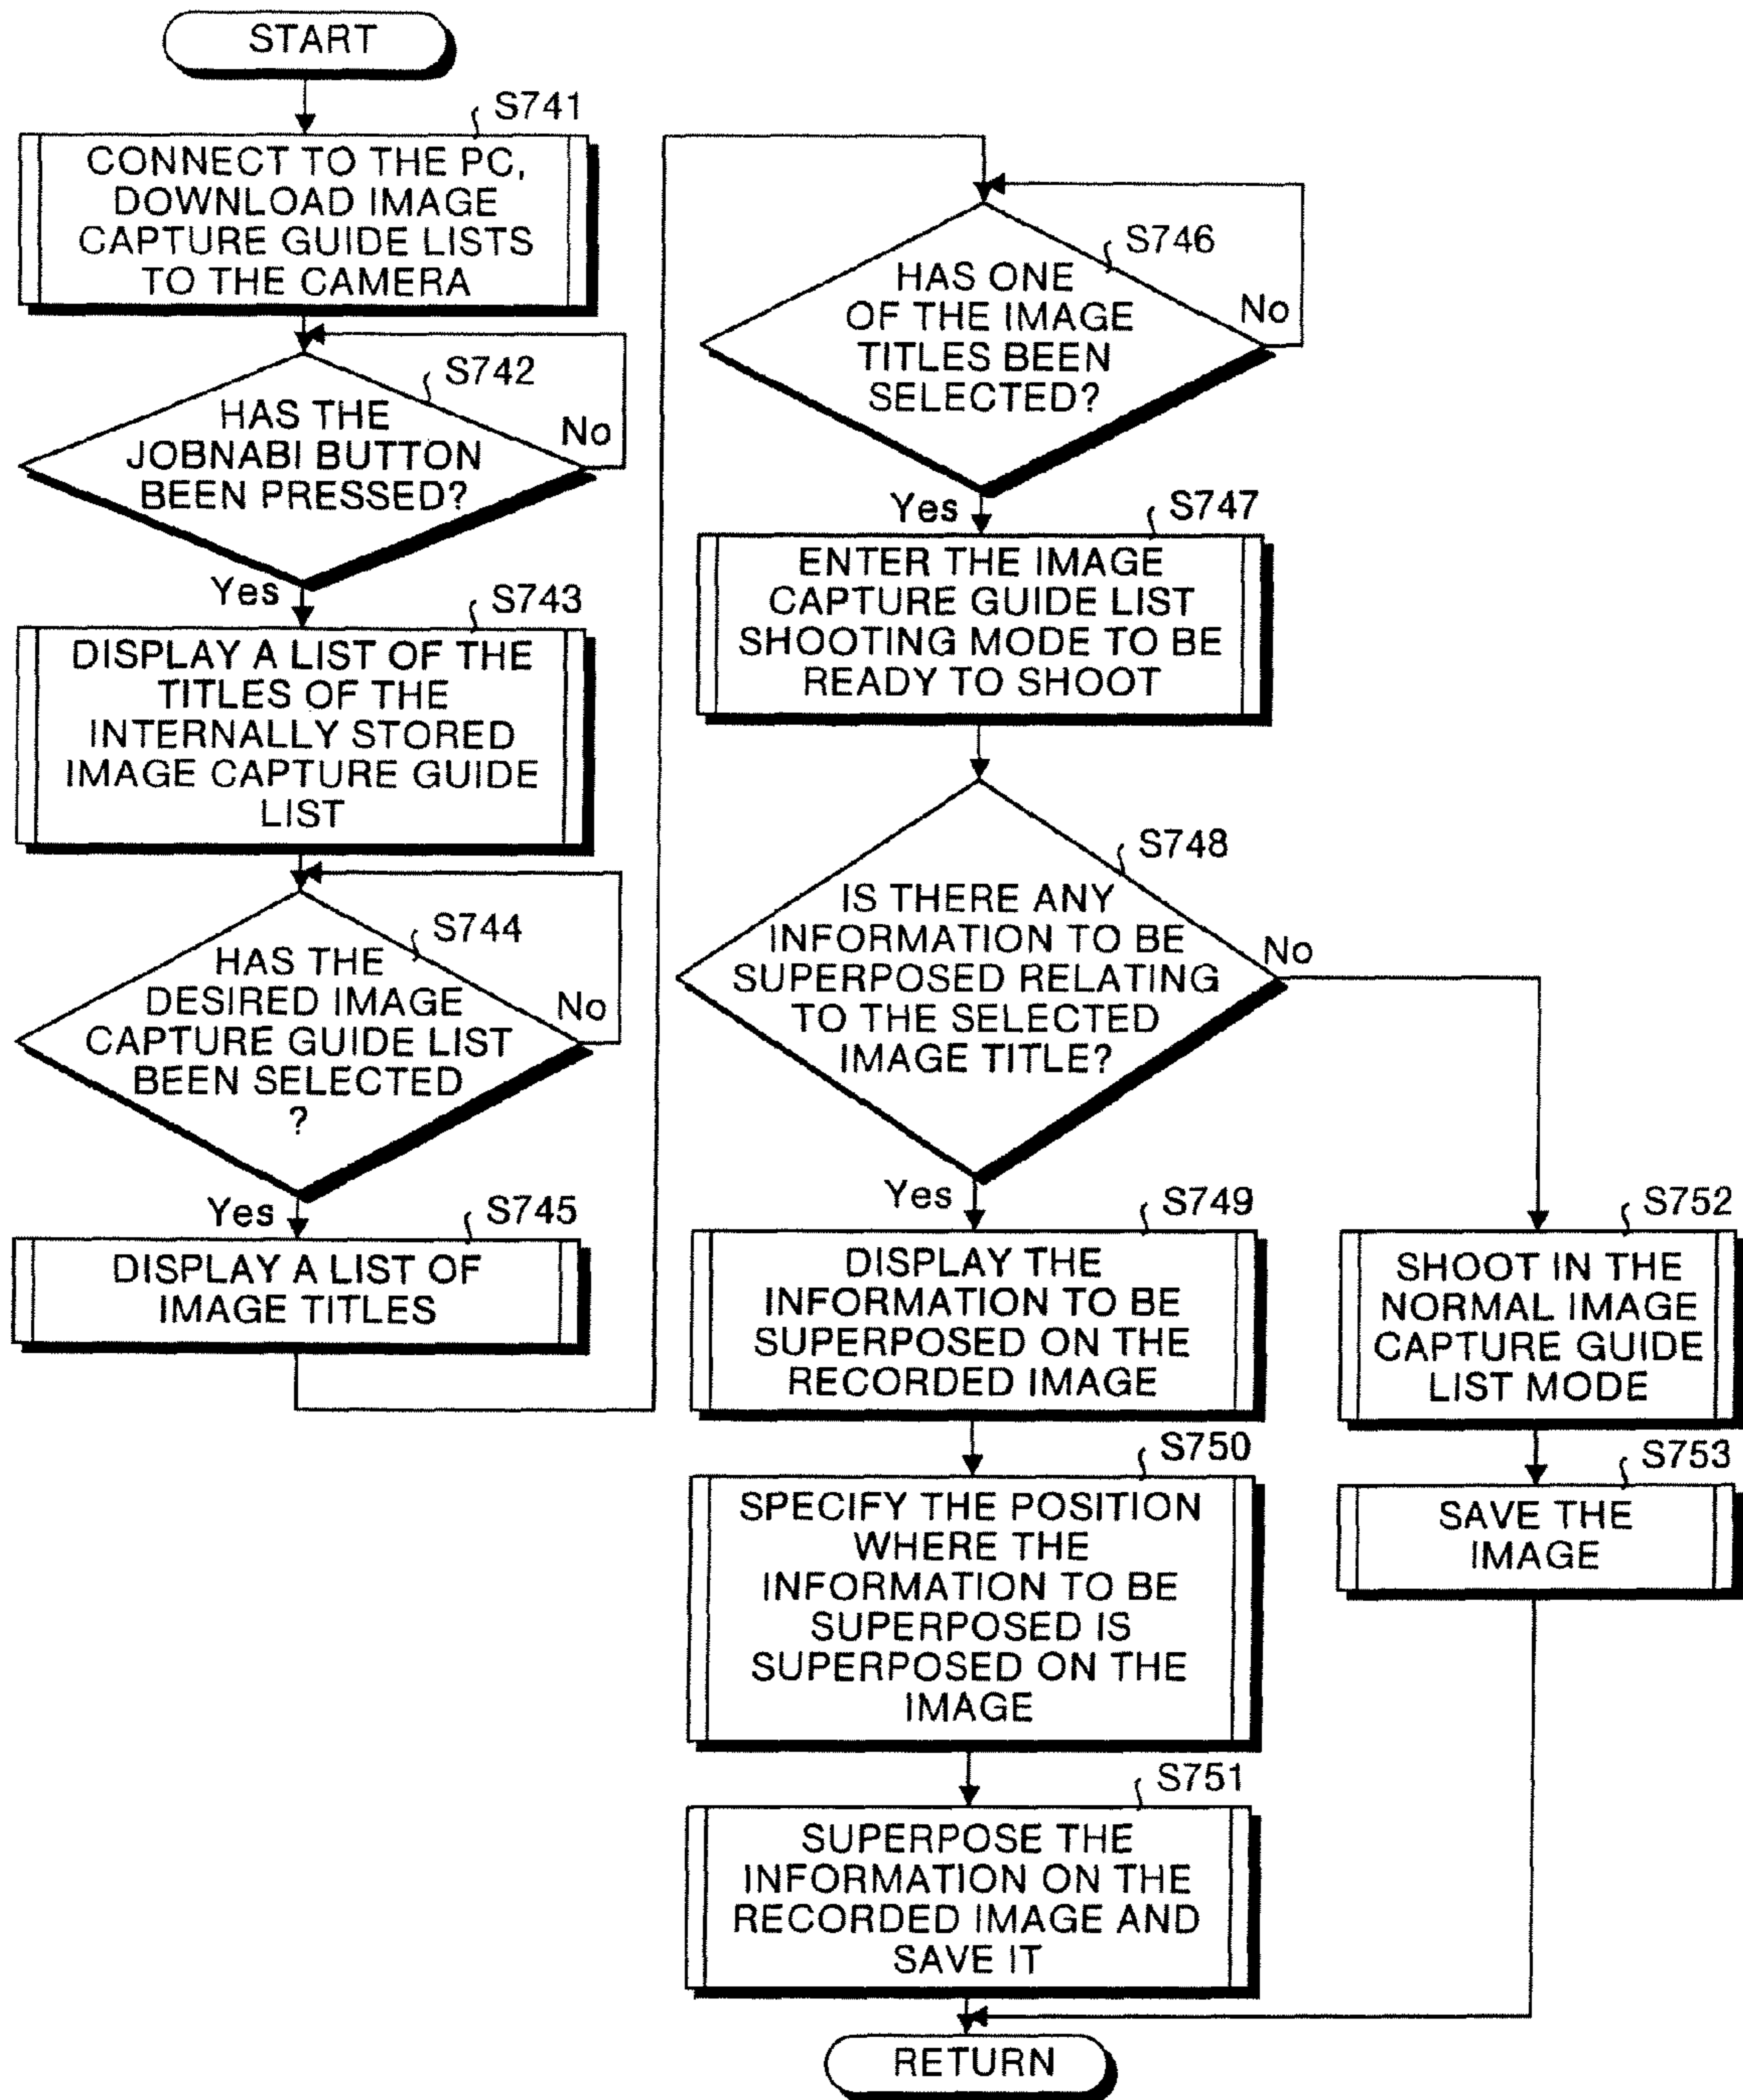 START
S741
CONNECT TO THE PC,
DOWNLOAD IMAGE
CAPTURE GUIDE LISTS
TO THE CAMERA
S742
HAS THE
JOBNABI BUTTON
BEEN PRESSED?
No
Yes
S743
DISPLAY A LIST OF THE
TITLES OF THE
INTERNALLY STORED
IMAGE CAPTURE GUIDE
LIST
S744
HAS THE
DESIRED IMAGE
CAPTURE GUIDE LIST
BEEN SELECTED
?
No
Yes
S745
DISPLAY A LIST OF
IMAGE TITLES
S746
HAS ONE
OF THE IMAGE
TITLES BEEN
SELECTED?
No
Yes
S747
ENTER THE IMAGE
CAPTURE GUIDE LIST
SHOOTING MODE TO BE
READY TO SHOOT
S748
IS THERE ANY
INFORMATION TO BE
SUPERPOSED RELATING
TO THE SELECTED
IMAGE TITLE?
No
Yes
S749
DISPLAY THE
INFORMATION TO BE
SUPERPOSED ON THE
RECORDED IMAGE
S750
SPECIFY THE POSITION
WHERE THE
INFORMATION TO BE
SUPERPOSED IS
SUPERPOSED ON THE
IMAGE
S751
SUPERPOSE THE
INFORMATION ON THE
RECORDED IMAGE AND
SAVE IT
S752
SHOOT IN THE
NORMAL IMAGE
CAPTURE GUIDE
LIST MODE
S753
SAVE THE
IMAGE
RETURN